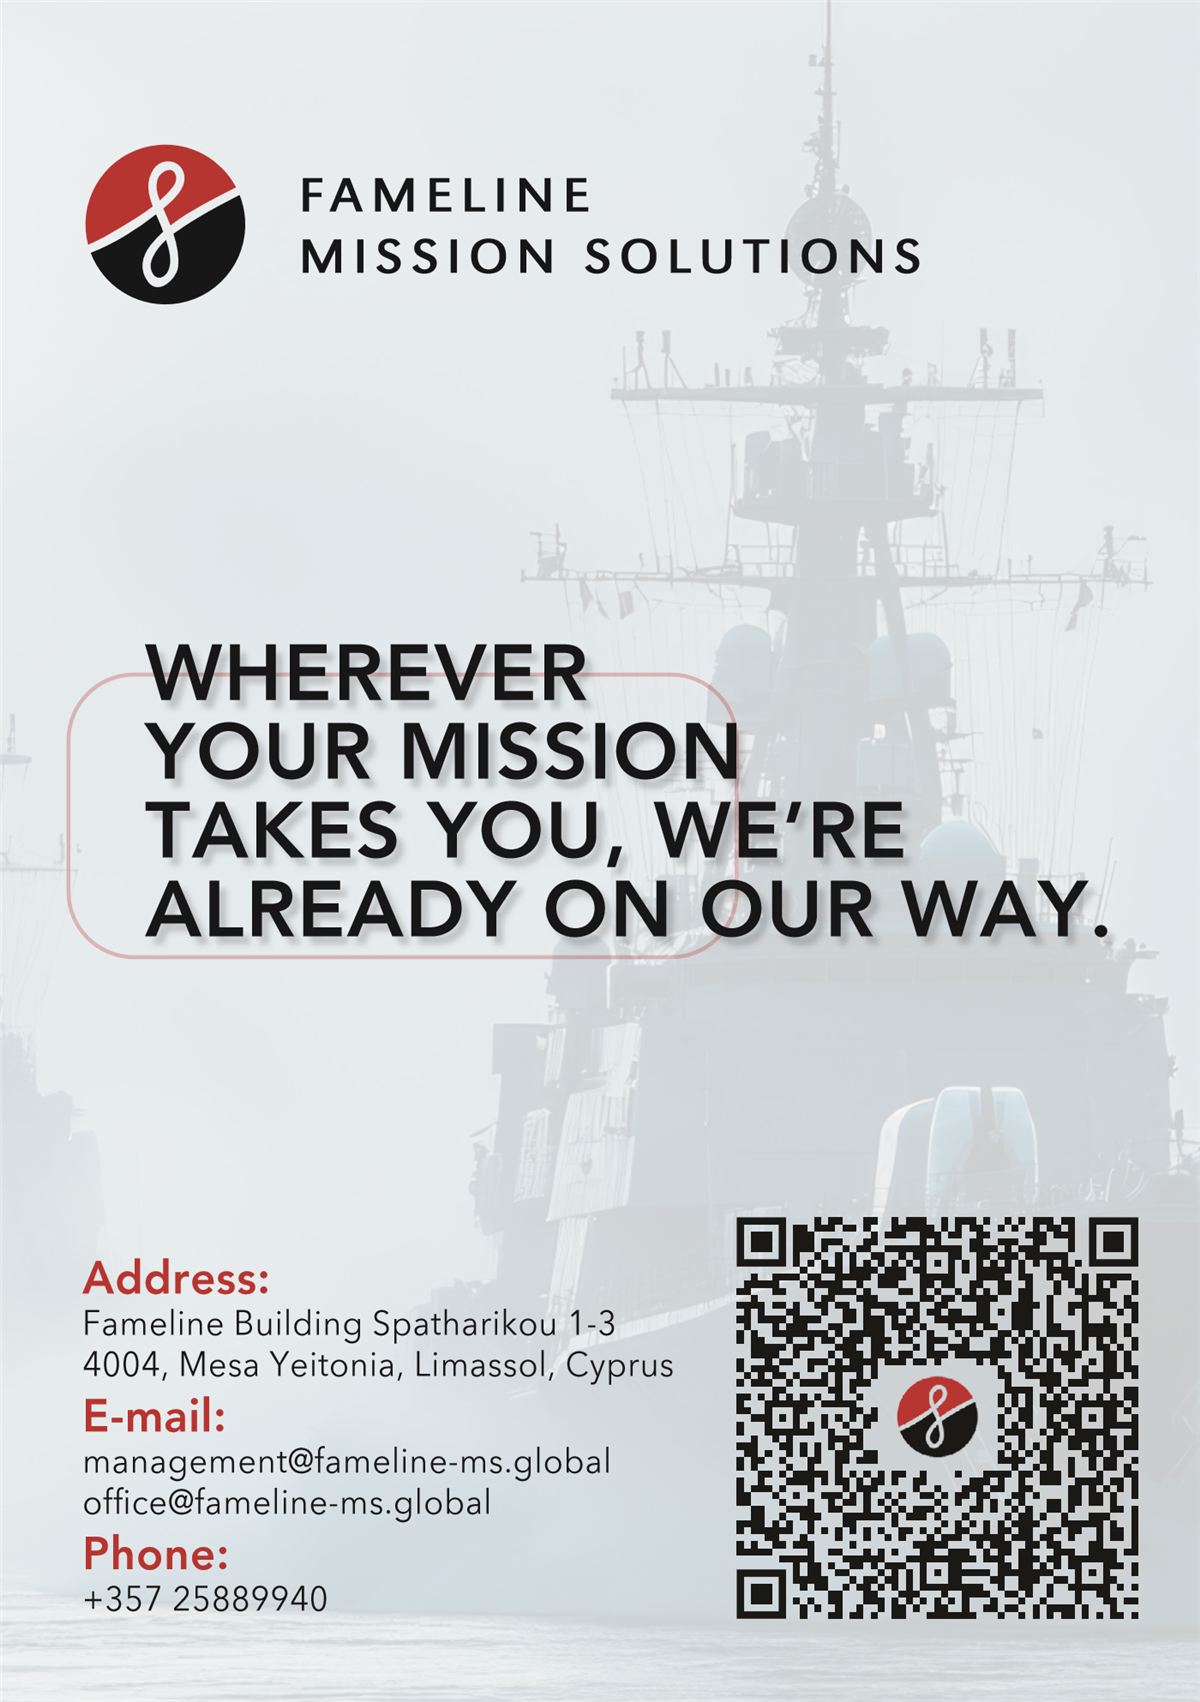 FAMELINE
MISSION SOLUTIONS
WHEREVER
YOUR MISSION
TAKES YOU, WE’RE
ALREADY ON OUR WAY.
Address:
Fameline Building Spatharikou 1-3
4004, Mesa Yeitonia, Limassol, Cyprus
E-mail:
management@fameline-ms.global
office@fameline-ms.global
Phone:
+357 25889940